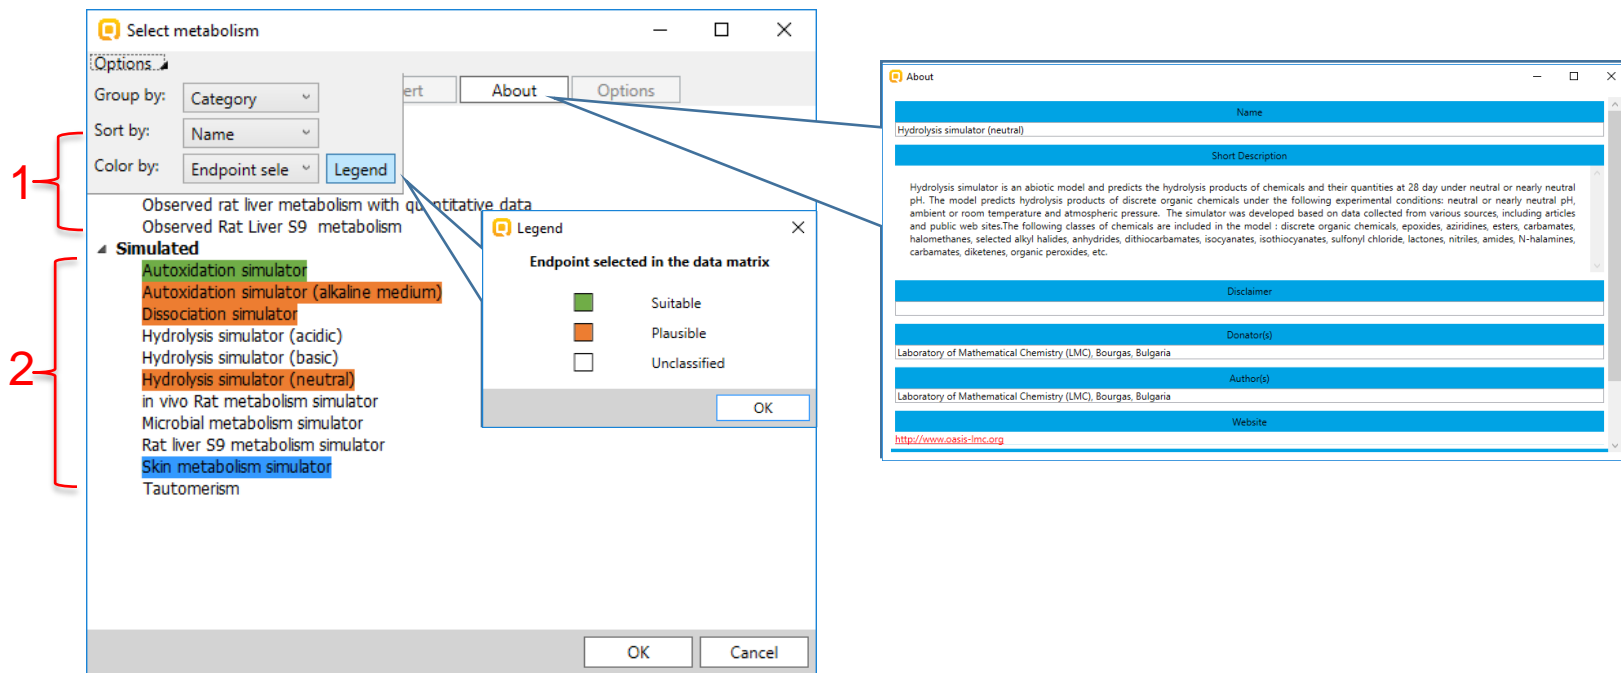 Select metabolism
Options
Group by: Category
ert About Options
Sort by: Name
Color by: Endpoint sele Legend
1
Observed rat liver metabolism with quantitative data
Observed Rat Liver S9 metabolism
Simulated
2
Autoxidation simulator
Autoxidation simulator (alkaline medium)
Dissociation simulator
Hydrolysis simulator (acidic)
Hydrolysis simulator (basic)
Hydrolysis simulator (neutral)
in vivo Rat metabolism simulator
Microbial metabolism simulator
Rat liver S9 metabolism simulator
Skin metabolism simulator
Tautomerism
OK Cancel
Legend
Endpoint selected in the data matrix
Suitable
Plausible
Unclassified
OK
About
Name
Hydrolysis simulator (neutral)
Short Description
Hydrolysis simulator is an abiotic model and predicts the hydrolysis products of chemicals and their quantities at 28 day under neutral or nearly neutral
pH. The model predicts hydrolysis products of discrete organic chemicals under the following experimental conditions: neutral or nearly neutral pH,
ambient or room temperature and atmospheric pressure. The simulator was developed based on data collected from various sources, including articles
and public web sites.The following classes of chemicals are included in the model : discrete organic chemicals, epoxides, aziridines, esters, carbamates,
halomethanes, selected alkyl halides, anhydrides, dithiocarbamates, isocyanates, isothiocyanates, sulfonyl chloride, lactones, nitriles, amides, N-halamines,
carbamates, diketenes, organic peroxides, etc.
Disclaimer
Donator(s)
Laboratory of Mathematical Chemistry (LMC), Bourgas, Bulgaria
Author(s)
Laboratory of Mathematical Chemistry (LMC), Bourgas, Bulgaria
Website
http://www.oasis-lmc.org